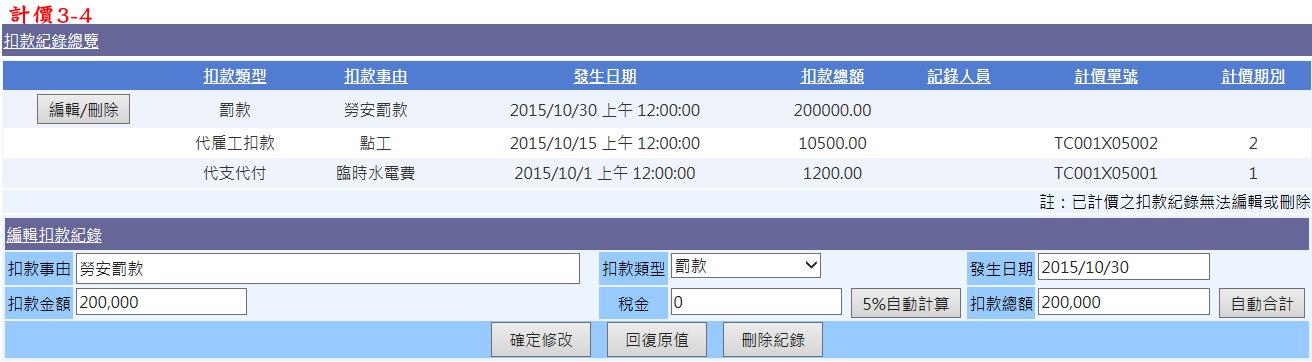 計價3-4
扣款紀錄總覽
扣款類型 扣款事由 發生日期 扣款總額 記錄人員 計價單號 計價期別
編輯/刪除 罰款 勞安罰款 2015/10/30 上午 12:00:00 200000.00
代雇工扣款 點工 2015/10/15 上午 12:00:00 10500.00 TC001X05002 2
代支代付 臨時水電費 2015/10/1 上午 12:00:00 1200.00 TC001X05001 1
註：已計價之扣款紀錄無法編輯或刪除
編輯扣款紀錄
扣款事由 勞安罰款 扣款類型 罰款 發生日期 2015/10/30
扣款金額 200,000 稅金 0 5%自動計算 扣款總額 200,000 自動合計
確定修改 回復原值 刪除紀錄